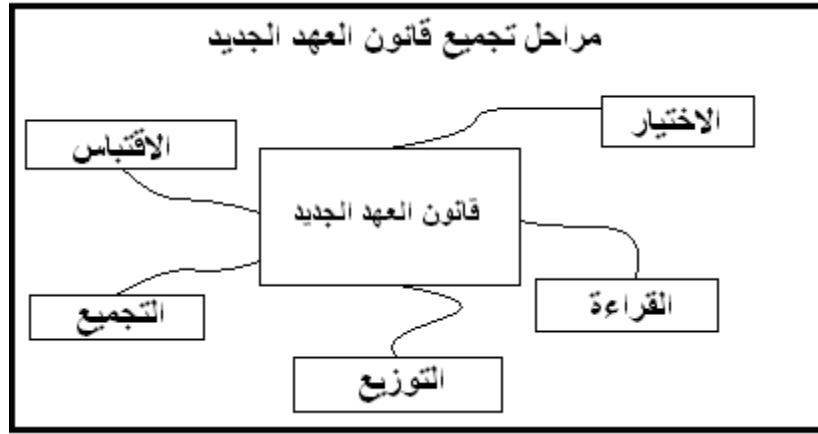 مراحل تجميع قانون العهد الجديد
الاختيار
الاقتباس
قانون العهد الجديد
القراءة
التجميع
التوزيع